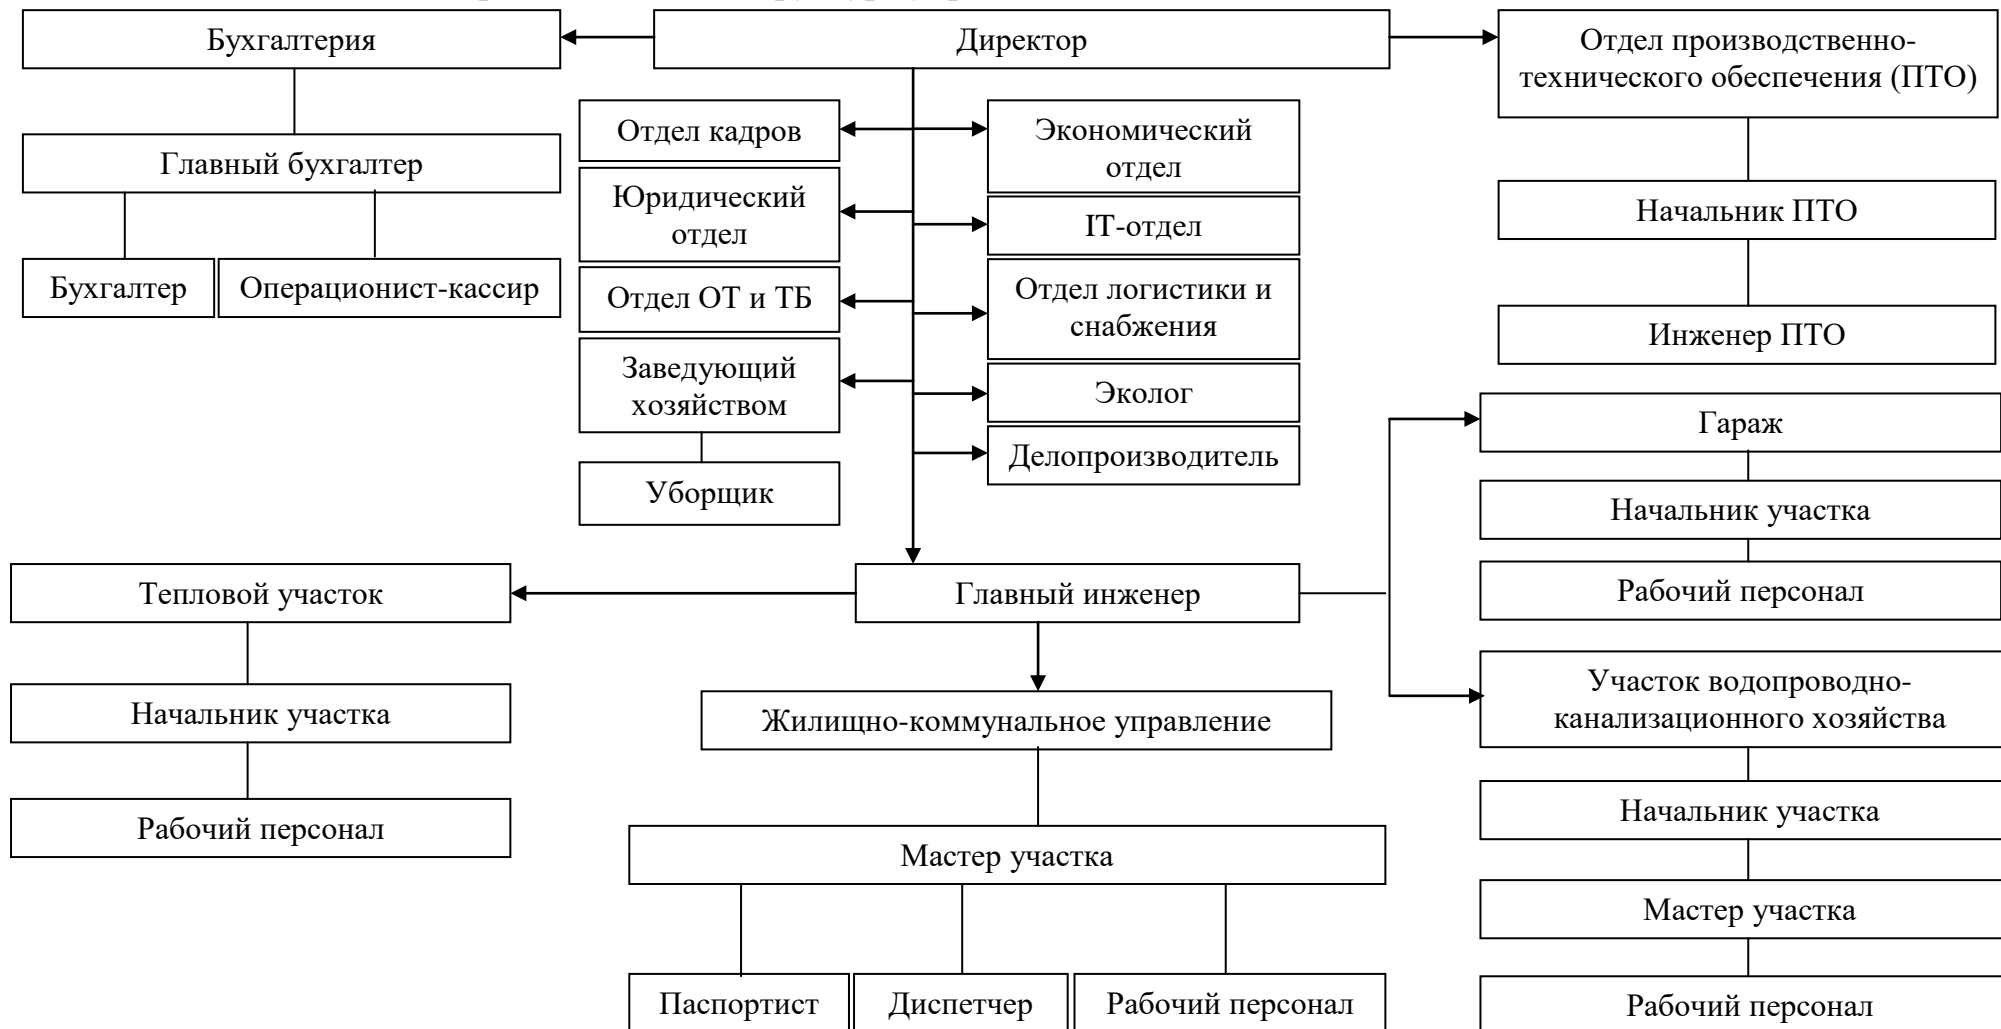 Бухгалтерия
Директор
Отдел производственно-
технического обеспечения (ПТО)
Отдел кадров
Экономический
отдел
Главный бухгалтер
Юридический
отдел
Начальник ПТО
IT-отдел
Бухгалтер
Операционист-кассир
Отдел ОТ и ТБ
Отдел логистики и
снабжения
Инженер ПТО
Заведующий
хозяйством
Эколог
Гараж
Делопроизводитель
Уборщик
Начальник участка
Тепловой участок
Главный инженер
Рабочий персонал
Начальник участка
Жилищно-коммунальное управление
Участок водопроводно-
канализационного хозяйства
Рабочий персонал
Начальник участка
Мастер участка
Мастер участка
Паспортист
Диспетчер
Рабочий персонал
Рабочий персонал